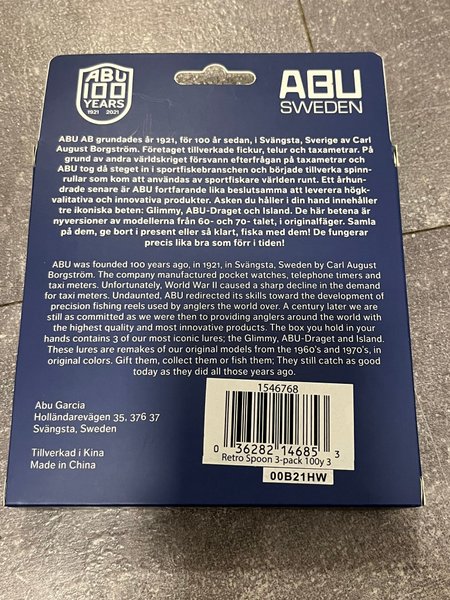 ABU
100
YEARS
1921 2021
ABU
SWEDEN
ABU AB grundades år 1921, för 100 år sedan, i Svängsta, Sverige av Carl
August Borgström. Företaget tillverkade fickur, telur och taxametrar. På
grund av andra världskriget försvann efterfrågan på taxametrar och
ABU tog då steget in i sportfiskebranschen och började tillverka spinn-
rullar som kom att användas av sportfiskare världen runt. Ett århun-
drade senare är ABU fortfarande lika beslutsamma att leverera högk-
valitativa och innovativa produkter. Asken du håller i din hand innehåller
tre ikoniska beten: Glimmy, ABU-Draget och Island. De här betena är
nyversioner av modellerna från 60- och 70- talet, i originalfäger. Samla
på dem, ge bort i present eller så klart, fiska med dem! De fungerar
precis lika bra som förr i tiden!
ABU was founded 100 years ago, in 1921, in Svängsta, Sweden by Carl August
Borgström. The company manufactured pocket watches, telephone timers and
taxi meters. Unfortunately, World War II caused a sharp decline in the demand
for taxi meters. Undaunted, ABU redirected its skills toward the development of
precision fishing reels used by anglers the world over. A century later we are
still as committed as we were then to providing anglers around the world with
the highest quality and most innovative products. The box you hold in your
hands contains 3 of our most iconic lures; the Glimmy, ABU-Draget and Island.
These lures are remakes of our original models from the 1960's and 1970's, in
original colors. Gift them, collect them or fish them; They still catch as good
today as they did all those years ago.
Abu Garcia
Holländarevägen 35, 376 37
Svängsta, Sweden
Tillverkad i Kina
Made in China
1546768
0 36282 14685 3
Retro Spoon 3-pack 100y 3
00B21HW